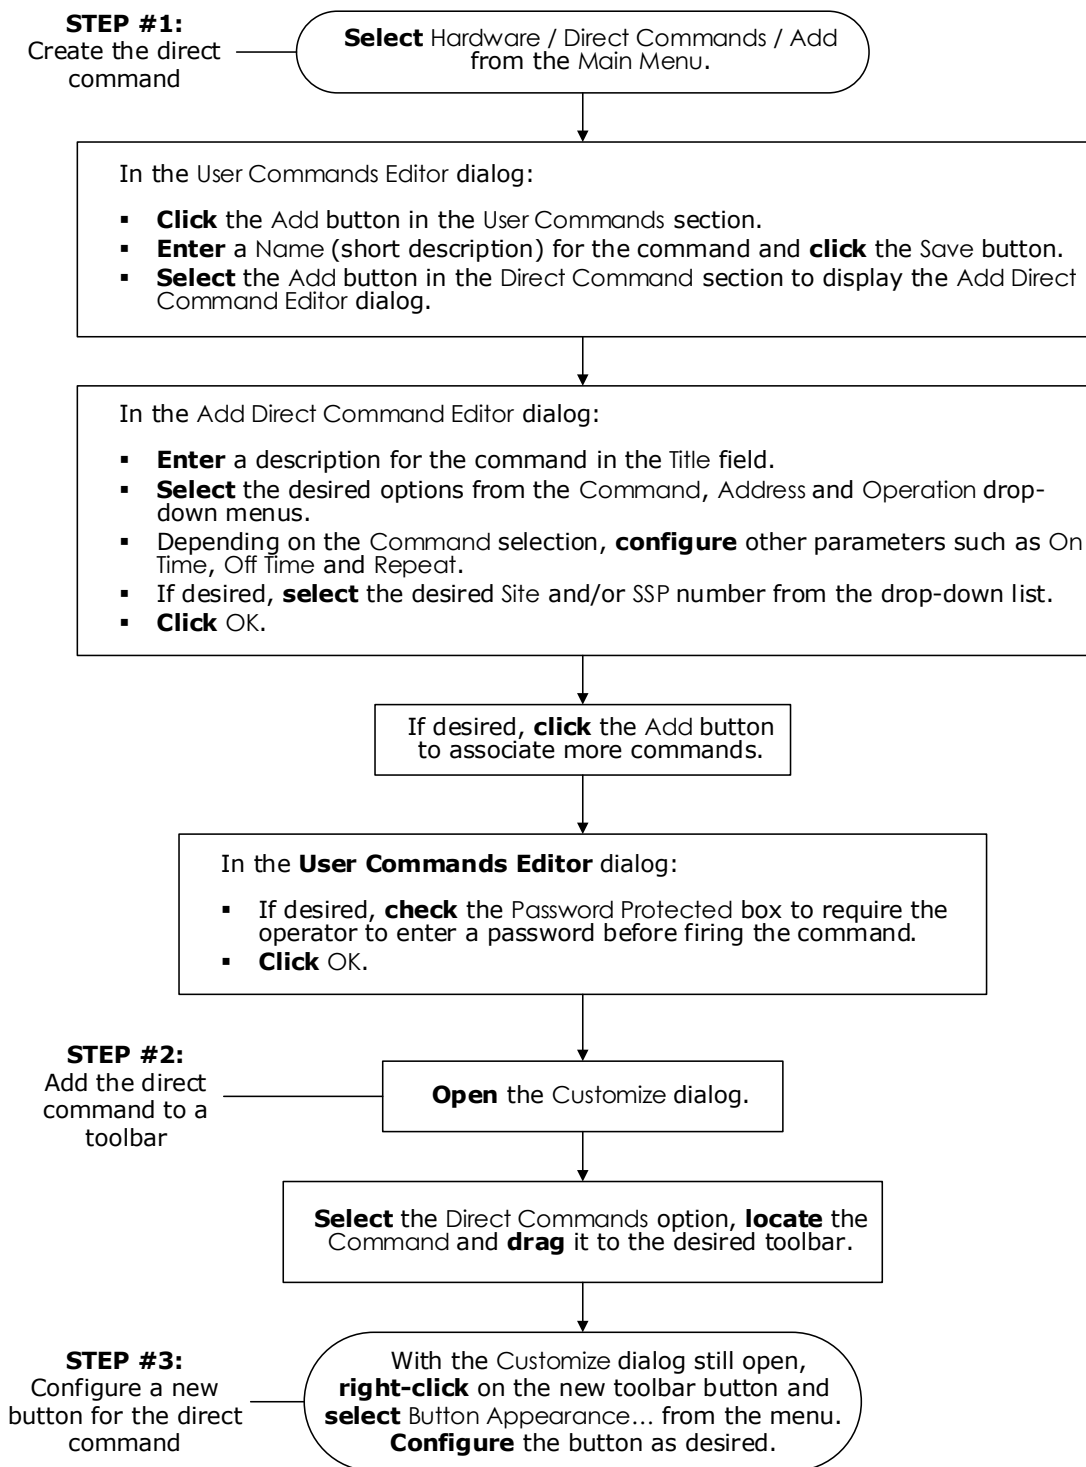 STEP #1:
Create the direct
command
Select Hardware / Direct Commands / Add
from the Main Menu.
In the User Commands Editor dialog:
▪ Click the Add button in the User Commands section.
▪ Enter a Name (short description) for the command and click the Save button.
▪ Select the Add button in the Direct Command section to display the Add Direct
Command Editor dialog.
In the Add Direct Command Editor dialog:
▪ Enter a description for the command in the Title field.
▪ Select the desired options from the Command, Address and Operation drop-
down menus.
▪ Depending on the Command selection, configure other parameters such as On
Time, Off Time and Repeat.
▪ If desired, select the desired Site and/or SSP number from the drop-down list.
▪ Click OK.
If desired, click the Add button
to associate more commands.
In the User Commands Editor dialog:
▪ If desired, check the Password Protected box to require the
operator to enter a password before firing the command.
▪ Click OK.
STEP #2:
Add the direct
command to a
toolbar
Open the Customize dialog.
Select the Direct Commands option, locate the
Command and drag it to the desired toolbar.
STEP #3:
Configure a new
button for the direct
command
With the Customize dialog still open,
right-click on the new toolbar button and
select Button Appearance... from the menu.
Configure the button as desired.